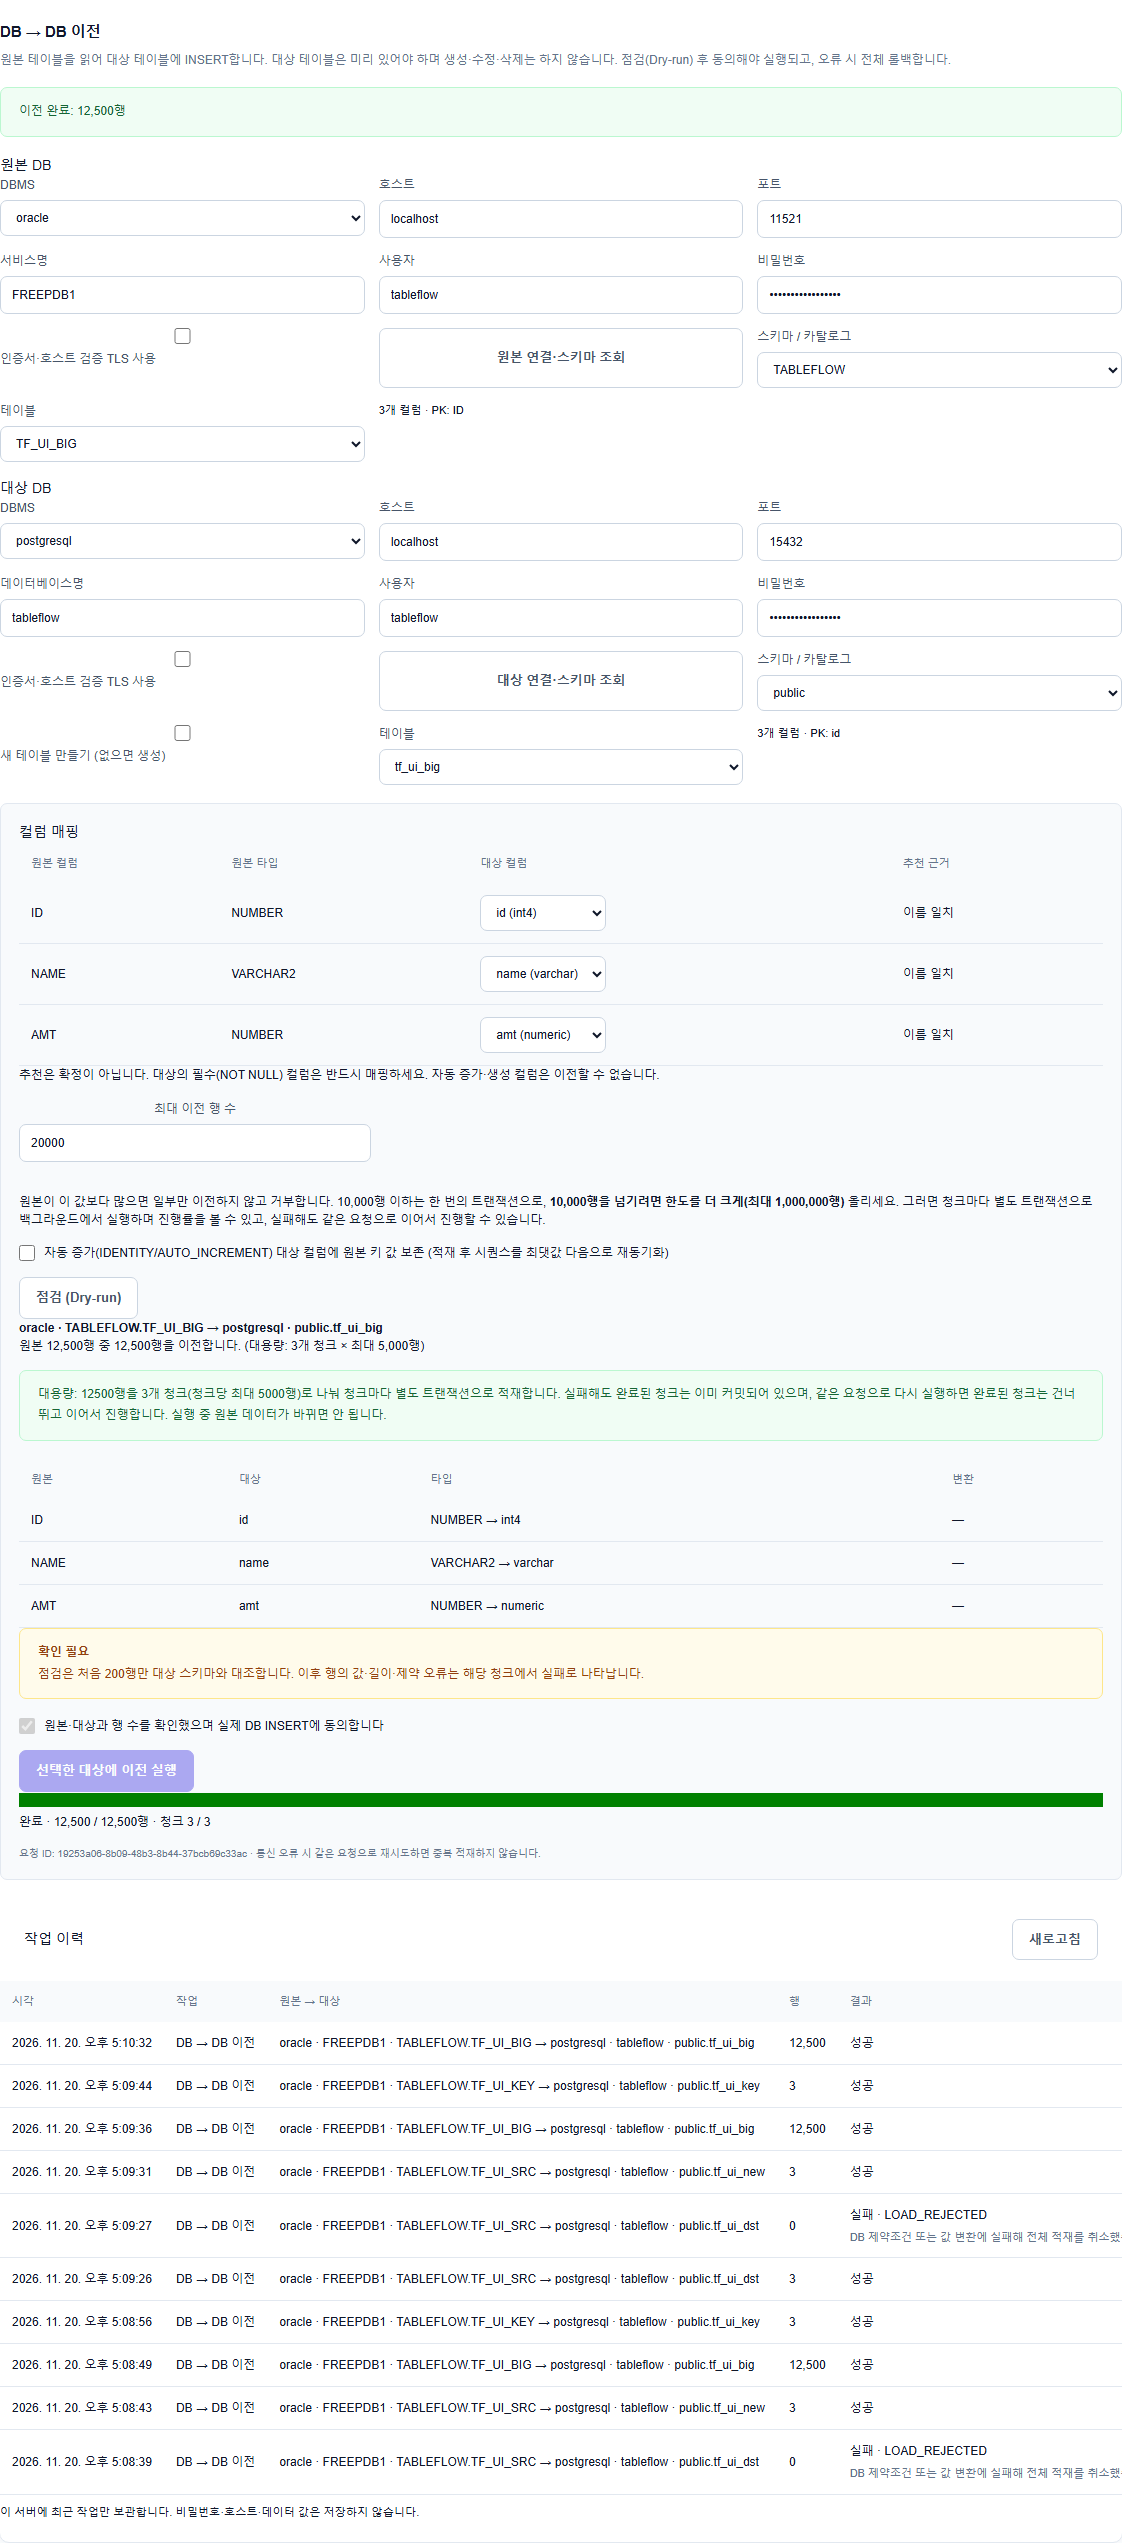 DB → DB 이전
원본 테이블을 읽어 대상 테이블에 INSERT합니다. 대상 테이블은 미리 있어야 하며 생성·수정·삭제는 하지 않습니다. 점검(Dry-run) 후 동의해야 실행되고, 오류 시 전체 롤백합니다.
이전 완료: 12,500행
원본 DB
DBMS
호스트
포트
oracle
localhost
11521
서비스명
사용자
비밀번호
FREEPDB1
tableflow
•••••••••••••••••
인증서·호스트 검증 TLS 사용
원본 연결·스키마 조회
스키마 / 카탈로그
TABLEFLOW
테이블
3개 컬럼 · PK: ID
TF_UI_BIG
대상 DB
DBMS
호스트
포트
postgresql
localhost
15432
데이터베이스명
사용자
비밀번호
tableflow
tableflow
•••••••••••••••••
인증서·호스트 검증 TLS 사용
대상 연결·스키마 조회
스키마 / 카탈로그
public
새 테이블 만들기 (없으면 생성)
테이블
tf_ui_big
3개 컬럼 · PK: id
컬럼 매핑
원본 컬럼 원본 타입 대상 컬럼 추천 근거
ID NUMBER id (int4) 이름 일치
NAME VARCHAR2 name (varchar) 이름 일치
AMT NUMBER amt (numeric) 이름 일치
추천은 확정이 아닙니다. 대상의 필수(NOT NULL) 컬럼은 반드시 매핑하세요. 자동 증가·생성 컬럼은 이전할 수 없습니다.
최대 이전 행 수
20000
원본이 이 값보다 많으면 일부만 이전하지 않고 거부합니다. 10,000행 이하는 한 번의 트랜잭션으로, 10,000행을 넘기려면 한도를 더 크게(최대 1,000,000행) 올리세요. 그러면 청크마다 별도 트랜잭션으로
백그라운드에서 실행하며 진행률을 볼 수 있고, 실패해도 같은 요청으로 이어서 진행할 수 있습니다.
자동 증가(IDENTITY/AUTO_INCREMENT) 대상 컬럼에 원본 키 값 보존 (적재 후 시퀀스를 최댓값 다음으로 재동기화)
점검 (Dry-run)
oracle · TABLEFLOW.TF_UI_BIG → postgresql · public.tf_ui_big
원본 12,500행 중 12,500행을 이전합니다. (대용량: 3개 청크 × 최대 5,000행)
대용량: 12500행을 3개 청크(청크당 최대 5000행)로 나눠 청크마다 별도 트랜잭션으로 적재합니다. 실패해도 완료된 청크는 이미 커밋되어 있으며, 같은 요청으로 다시 실행하면 완료된 청크는 건너
뛰고 이어서 진행합니다. 실행 중 원본 데이터가 바뀌면 안 됩니다.
원본 대상 타입 변환
ID id NUMBER → int4 —
NAME name VARCHAR2 → varchar —
AMT amt NUMBER → numeric —
확인 필요
점검은 처음 200행만 대상 스키마와 대조합니다. 이후 행의 값·길이·제약 오류는 해당 청크에서 실패로 나타납니다.
원본·대상과 행 수를 확인했으며 실제 DB INSERT에 동의합니다
선택한 대상에 이전 실행
완료 · 12,500 / 12,500행 · 청크 3 / 3
요청 ID: 19253a06-8b09-48b3-8b44-37bcb69c33ac · 통신 오류 시 같은 요청으로 재시도하면 중복 적재하지 않습니다.
작업 이력
새로고침
시각 작업 원본 → 대상 행 결과
2026. 11. 20. 오후 5:10:32 DB → DB 이전 oracle · FREEPDB1 · TABLEFLOW.TF_UI_BIG → postgresql · tableflow · public.tf_ui_big 12,500 성공
2026. 11. 20. 오후 5:09:44 DB → DB 이전 oracle · FREEPDB1 · TABLEFLOW.TF_UI_KEY → postgresql · tableflow · public.tf_ui_key 3 성공
2026. 11. 20. 오후 5:09:36 DB → DB 이전 oracle · FREEPDB1 · TABLEFLOW.TF_UI_BIG → postgresql · tableflow · public.tf_ui_big 12,500 성공
2026. 11. 20. 오후 5:09:31 DB → DB 이전 oracle · FREEPDB1 · TABLEFLOW.TF_UI_SRC → postgresql · tableflow · public.tf_ui_new 3 성공
2026. 11. 20. 오후 5:09:27 DB → DB 이전 oracle · FREEPDB1 · TABLEFLOW.TF_UI_SRC → postgresql · tableflow · public.tf_ui_dst 0 실패 · LOAD_REJECTED
DB 제약조건 또는 값 변환에 실패해 전체 적재를 취소했
2026. 11. 20. 오후 5:09:26 DB → DB 이전 oracle · FREEPDB1 · TABLEFLOW.TF_UI_SRC → postgresql · tableflow · public.tf_ui_dst 3 성공
2026. 11. 20. 오후 5:08:56 DB → DB 이전 oracle · FREEPDB1 · TABLEFLOW.TF_UI_KEY → postgresql · tableflow · public.tf_ui_key 3 성공
2026. 11. 20. 오후 5:08:49 DB → DB 이전 oracle · FREEPDB1 · TABLEFLOW.TF_UI_BIG → postgresql · tableflow · public.tf_ui_big 12,500 성공
2026. 11. 20. 오후 5:08:43 DB → DB 이전 oracle · FREEPDB1 · TABLEFLOW.TF_UI_SRC → postgresql · tableflow · public.tf_ui_new 3 성공
2026. 11. 20. 오후 5:08:39 DB → DB 이전 oracle · FREEPDB1 · TABLEFLOW.TF_UI_SRC → postgresql · tableflow · public.tf_ui_dst 0 실패 · LOAD_REJECTED
DB 제약조건 또는 값 변환에 실패해 전체 적재를 취소했
이 서버에 최근 작업만 보관합니다. 비밀번호·호스트·데이터 값은 저장하지 않습니다.